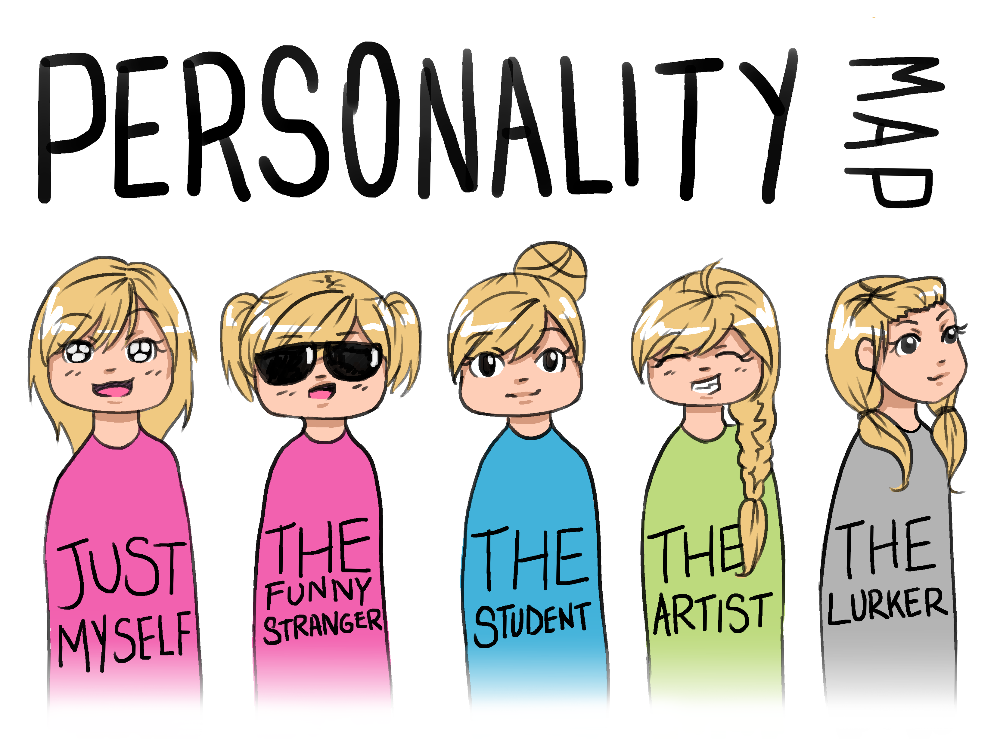 PERSONALITY MAP
JUST
MYSELF
THE
FUNNY
STRANGER
THE
STUDENT
THE
ARTIST
THE
LURKER